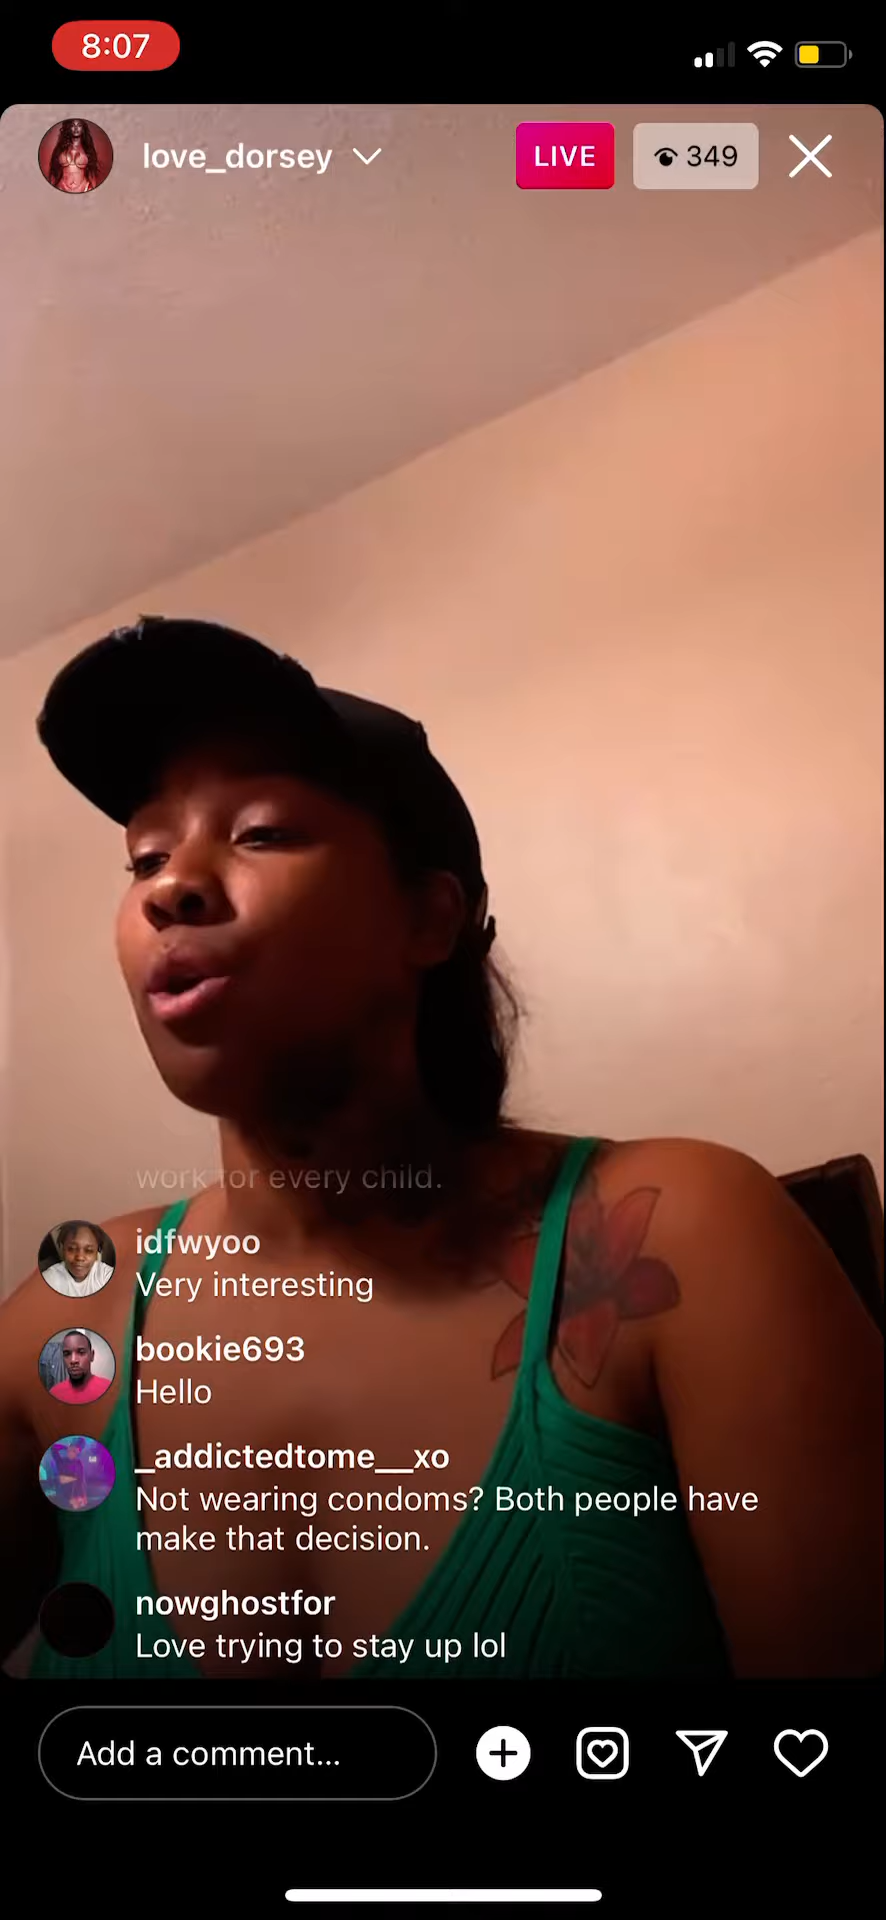 8:07
love_dorsey
LIVE
349
work for every child.
idfwyoo
Very interesting
bookie693
Hello
_addictedtome__xo
Not wearing condoms? Both people have
make that decision.
nowghostfor
Love trying to stay up lol
Add a comment...